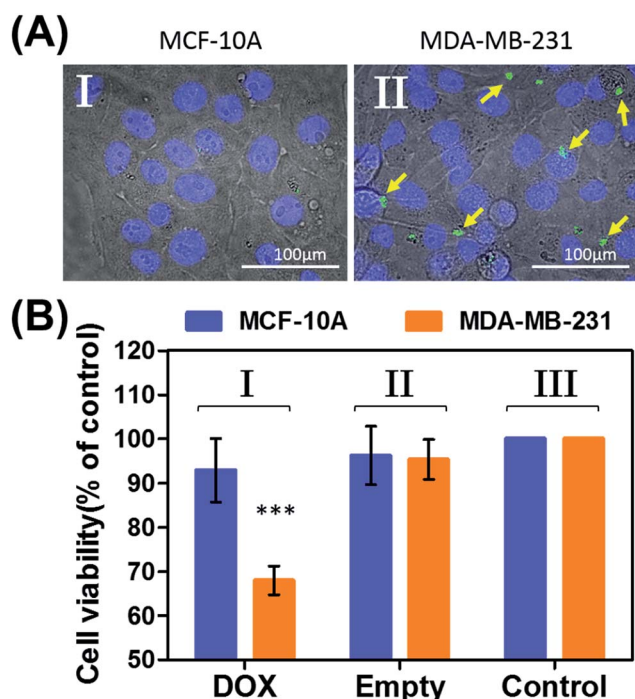 (A)
MCF-10A MDA-MB-231
I II
100μm 100μm
(B)
MCF-10A MDA-MB-231
Cell viability(% of control)
120
110
100
90
80
70
60
50
I II III
***
DOX Empty Control